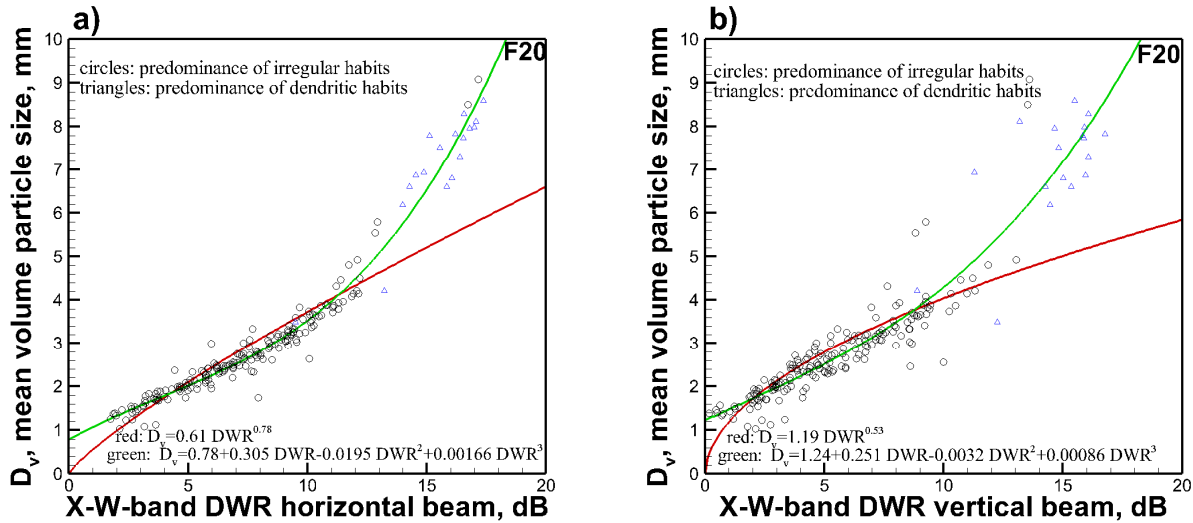 a)
F20
circles: predominance of irregular habits
triangles: predominance of dendritic habits
D_v, mean volume particle size, mm
10
9
8
7
6
5
4
3
2
1
0
red: D_v=0.61 DWR^0.78
green: D_v=0.78+0.305 DWR-0.0195 DWR^2+0.00166 DWR^3
0 5 10 15 20
X-W-band DWR horizontal beam, dB
b)
F20
circles: predominance of irregular habits
triangles: predominance of dendritic habits
D_v, mean volume particle size, mm
10
9
8
7
6
5
4
3
2
1
0
red: D_v=1.19 DWR^0.53
green: D_v=1.24+0.251 DWR-0.0032 DWR^2+0.00086 DWR^3
0 5 10 15 20
X-W-band DWR vertical beam, dB